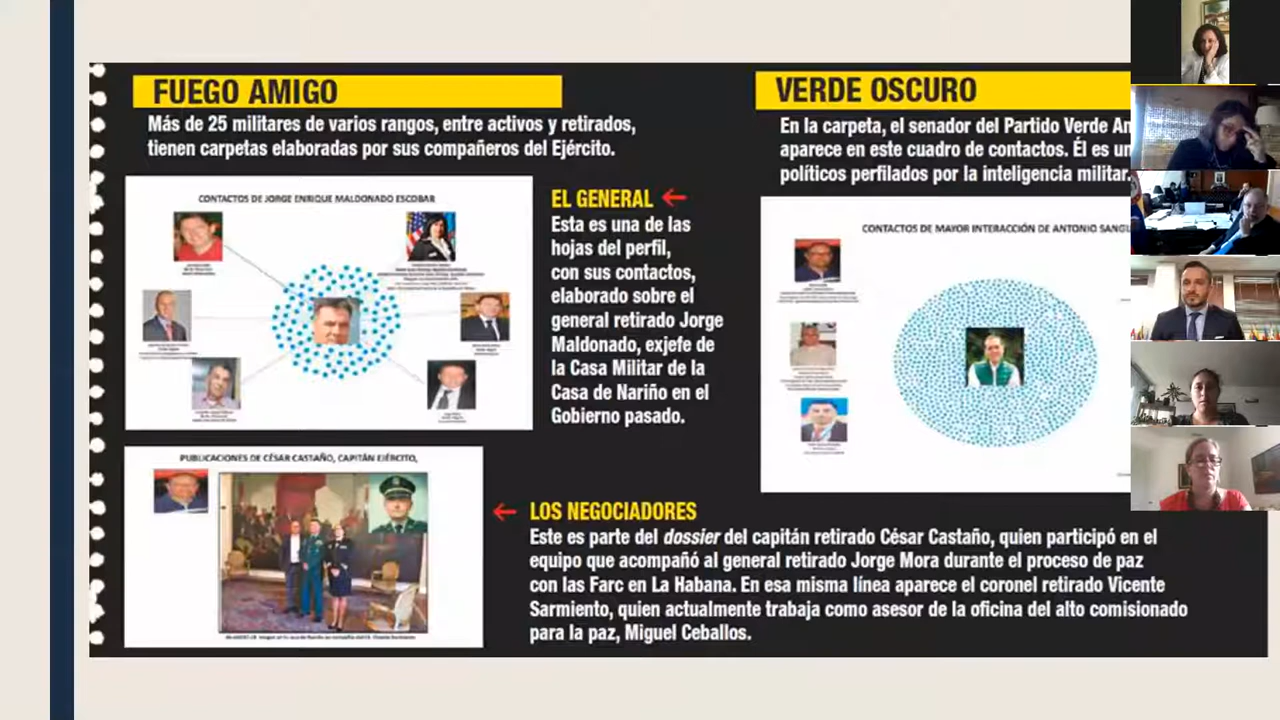 FUEGO AMIGO
Más de 25 militares de varios rangos, entre activos y retirados,
tienen carpetas elaboradas por sus compañeros del Ejército.
CONTACTOS DE JORGE ENRIQUE MALDONADO ESCOBAR
EL GENERAL
Esta es una de las
hojas del perfil,
con sus contactos,
elaborado sobre el
general retirado Jorge
Maldonado, exjefe de
la Casa Militar de la
Casa de Nariño en el
Gobierno pasado.
PUBLICACIONES DE CÉSAR CASTAÑO, CAPITÁN EJÉRCITO,
LOS NEGOCIADORES
Este es parte del dossier del capitán retirado César Castaño, quien participó en el
equipo que acompañó al general retirado Jorge Mora durante el proceso de paz
con las Farc en La Habana. En esa misma línea aparece el coronel retirado Vicente
Sarmiento, quien actualmente trabaja como asesor de la oficina del alto comisionado
para la paz, Miguel Ceballos.
VERDE OSCURO
En la carpeta, el senador del Partido Verde An
aparece en este cuadro de contactos. Él es un
políticos perfilados por la inteligencia militar.
CONTACTOS DE MAYOR INTERACCIÓN DE ANTONIO SANGU